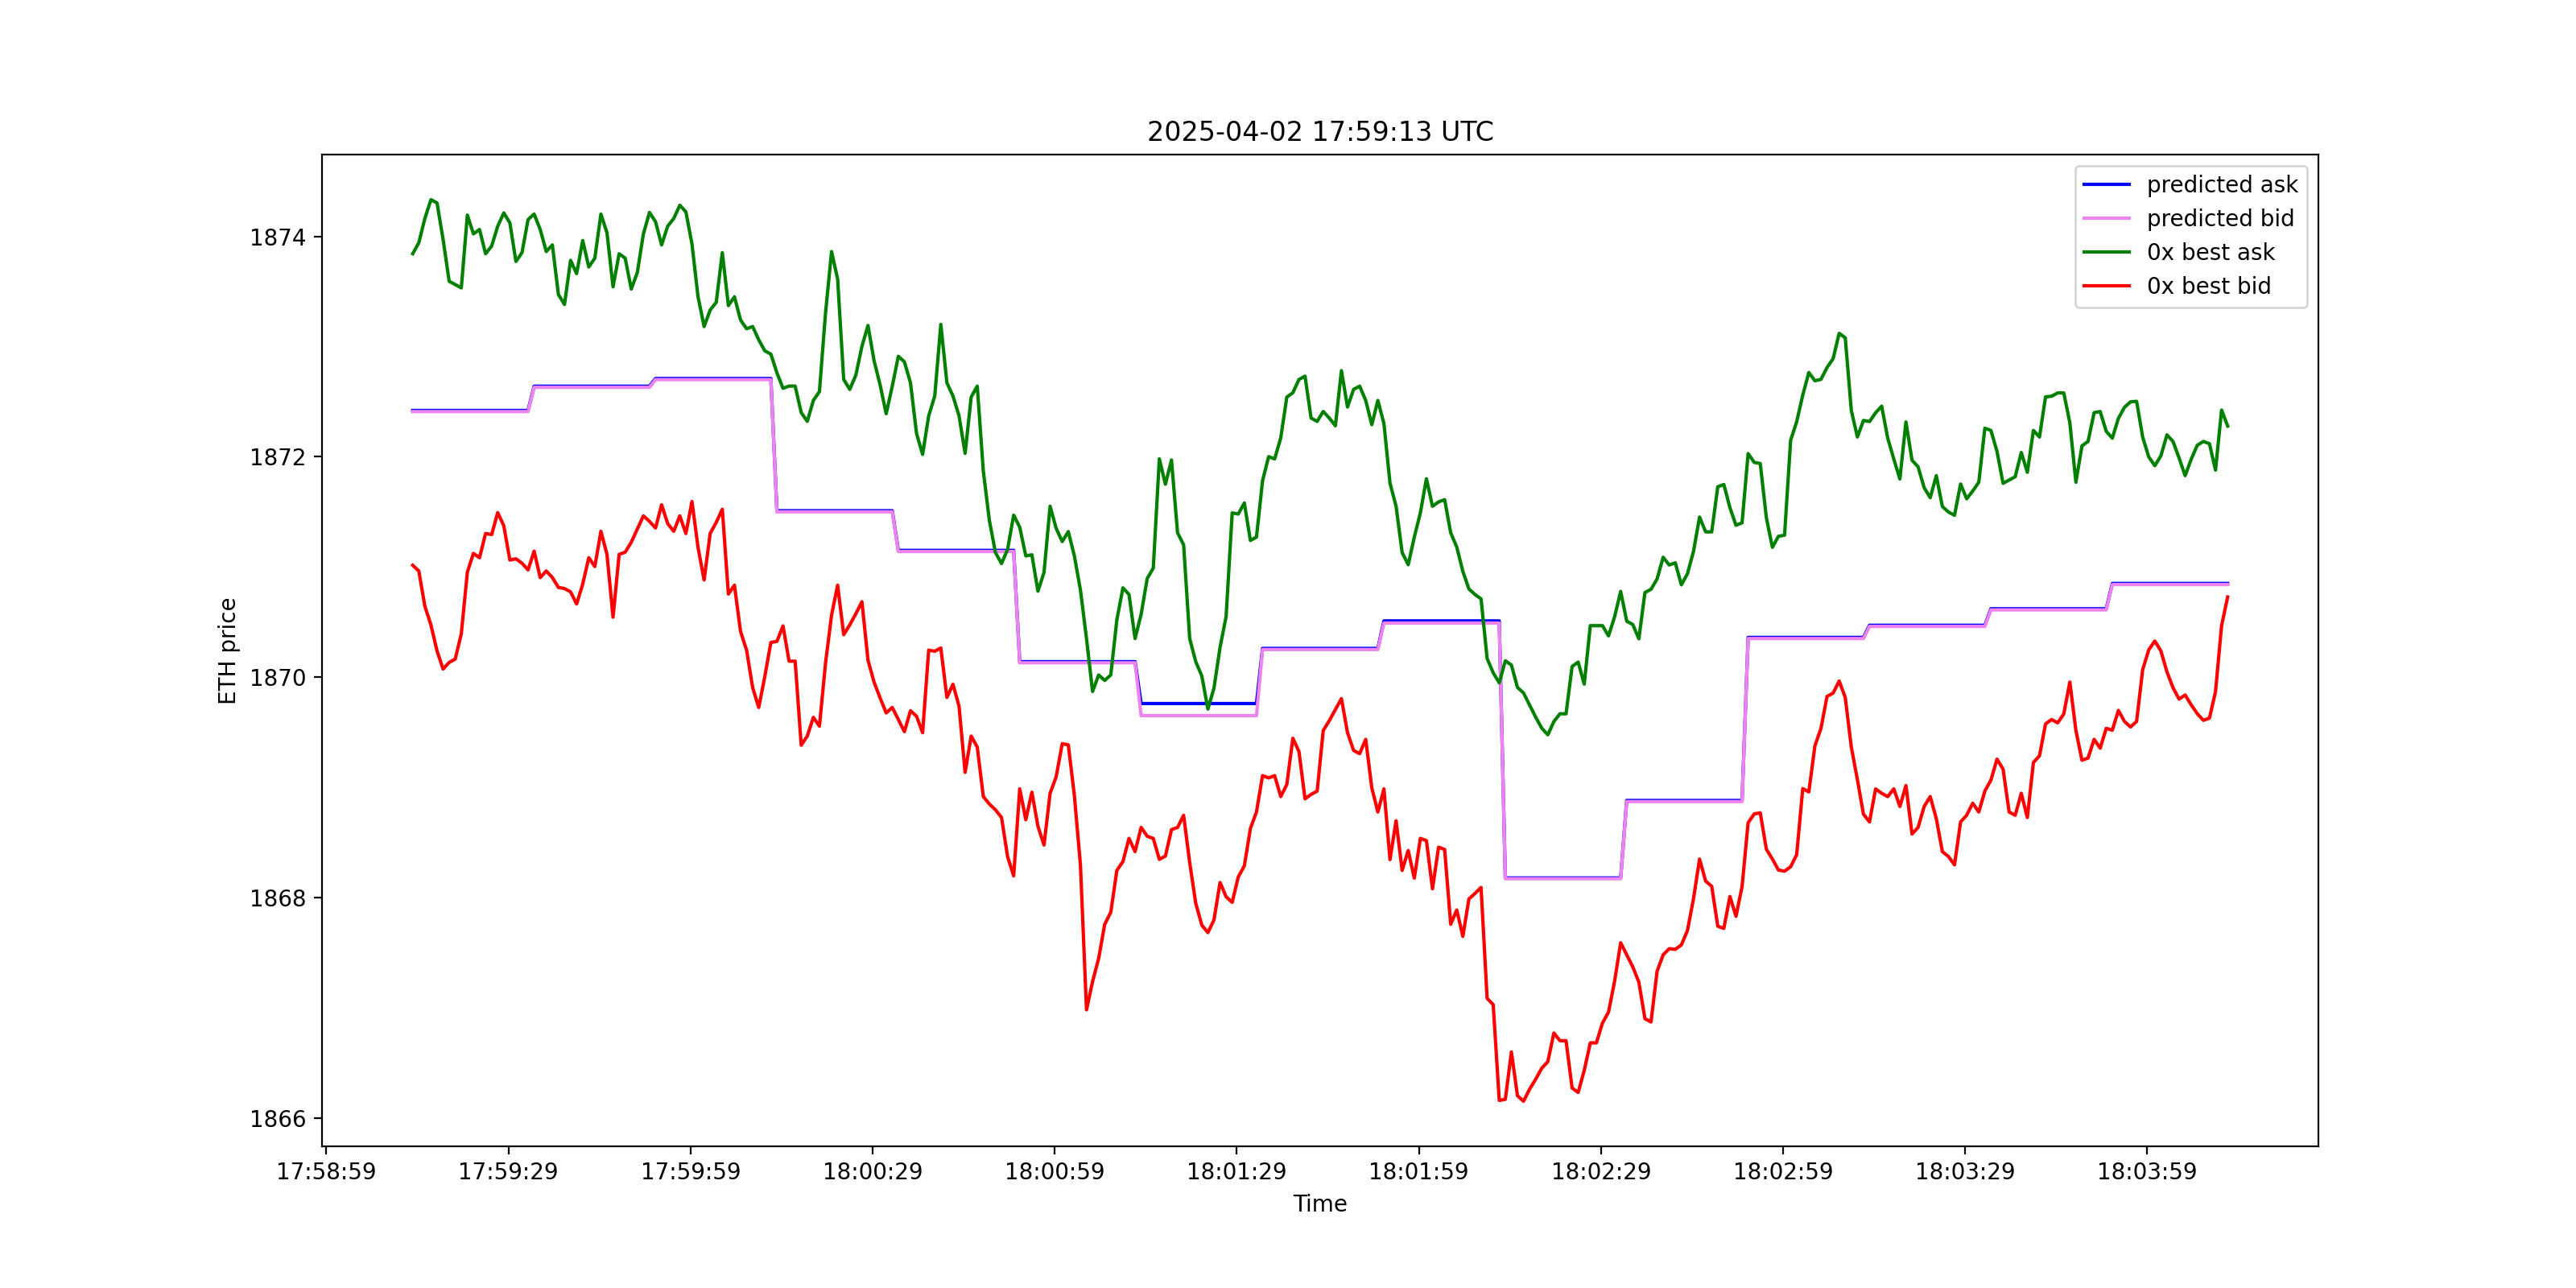 2025-04-02 17:59:13 UTC
predicted ask
predicted bid
0x best ask
0x best bid
ETH price
1874
1872
1870
1868
1866
17:58:59 17:59:29 17:59:59 18:00:29 18:00:59 18:01:29 18:01:59 18:02:29 18:02:59 18:03:29 18:03:59
Time